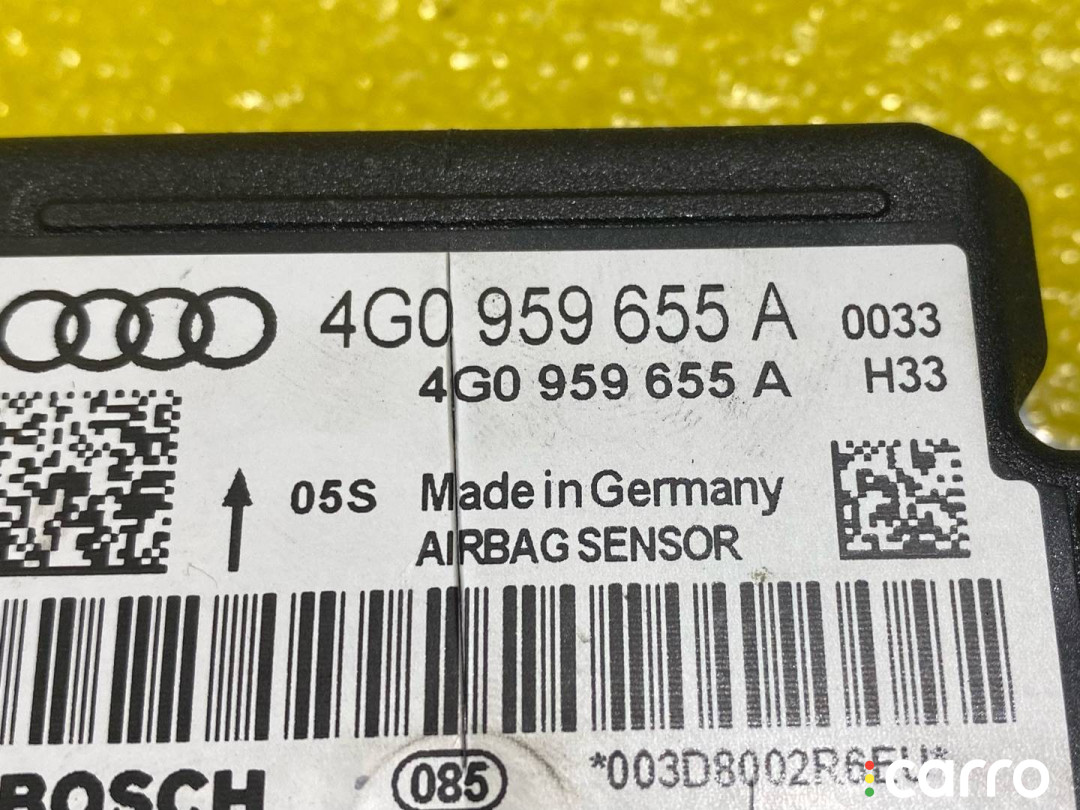 4G0 959 655 A 0033
4G0 959 655 A H33
05S Made in Germany
AIRBAG SENSOR
BOSCH 085
carro